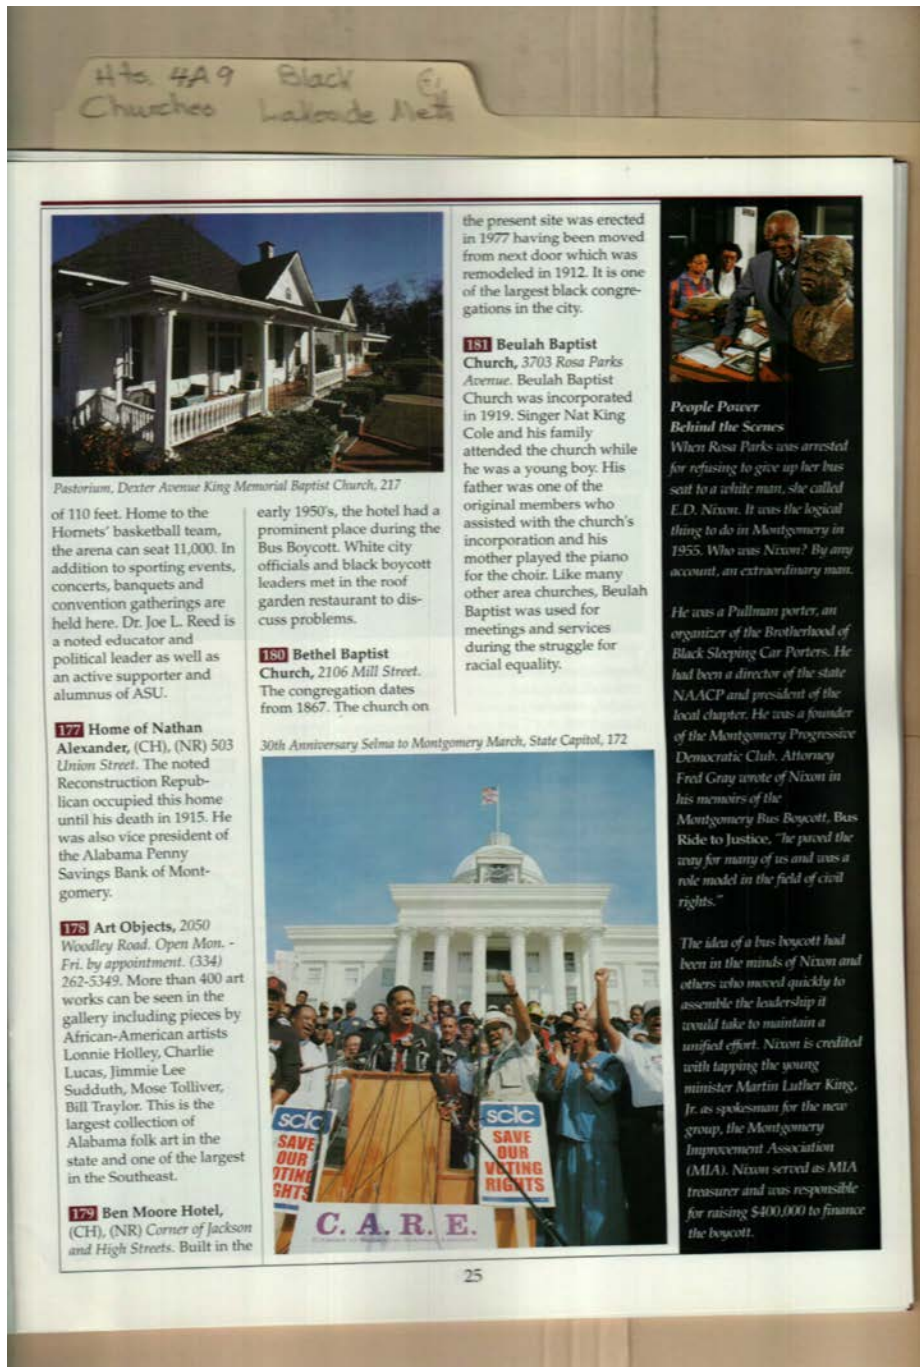 Hts. 4A9 Black
Churches Lakeside Meth
Pastorium, Dexter Avenue King Memorial Baptist Church, 217
of 110 feet. Home to the
Hornets' basketball team,
the arena can seat 11,000. In
addition to sporting events,
concerts, banquets and
convention gatherings are
held here. Dr. Joe L. Reed is
a noted educator and
political leader as well as
an active supporter and
alumnus of ASU.
177 Home of Nathan
Alexander, (CH), (NR) 503
Union Street. The noted
Reconstruction Repub-
lican occupied this home
until his death in 1915. He
was also vice president of
the Alabama Penny
Savings Bank of Mont-
gomery.
178 Art Objects, 2050
Woodley Road. Open Mon. -
Fri. by appointment. (334)
262-5349. More than 400 art
works can be seen in the
gallery including pieces by
African-American artists
Lonnie Holley, Charlie
Lucas, Jimmie Lee
Sudduth, Mose Tolliver,
Bill Traylor. This is the
largest collection of
Alabama folk art in the
state and one of the largest
in the Southeast.
179 Ben Moore Hotel,
(CH), (NR) Corner of Jackson
and High Streets. Built in the
early 1950's, the hotel had a
prominent place during the
Bus Boycott. White city
officials and black boycott
leaders met in the roof
garden restaurant to dis-
cuss problems.
180 Bethel Baptist
Church, 2106 Mill Street.
The congregation dates
from 1867. The church on
the present site was erected
in 1977 having been moved
from next door which was
remodeled in 1912. It is one
of the largest black congre-
gations in the city.
181 Beulah Baptist
Church, 3703 Rosa Parks
Avenue. Beulah Baptist
Church was incorporated
in 1919. Singer Nat King
Cole and his family
attended the church while
he was a young boy. His
father was one of the
original members who
assisted with the church's
incorporation and his
mother played the piano
for the choir. Like many
other area churches, Beulah
Baptist was used for
meetings and services
during the struggle for
racial equality.
30th Anniversary Selma to Montgomery March, State Capitol, 172
sclc
SAVE
OUR
OTING
GHTS
sclc
SAVE
OUR
VOTING
RIGHTS
C. A. R. E.
People Power
Behind the Scenes
When Rosa Parks was arrested
for refusing to give up her bus
seat to a white man, she called
E.D. Nixon. It was the logical
thing to do in Montgomery in
1955. Who was Nixon? By any
account, an extraordinary man.
He was a Pullman porter, an
organizer of the Brotherhood of
Black Sleeping Car Porters. He
had been a director of the state
NAACP and president of the
local chapter. He was a founder
of the Montgomery Progressive
Democratic Club. Attorney
Fred Gray wrote of Nixon in
his memoirs of the
Montgomery Bus Boycott, Bus
Ride to Justice, "he paved the
way for many of us and was a
role model in the field of civil
rights."
The idea of a bus boycott had
been in the minds of Nixon and
others who moved quickly to
assemble the leadership it
would take to maintain a
unified effort. Nixon is credited
with tapping the young
minister Martin Luther King,
Jr. as spokesman for the new
group, the Montgomery
Improvement Association
(MIA). Nixon served as MIA
treasurer and was responsible
for raising $400,000 to finance
the boycott.
25